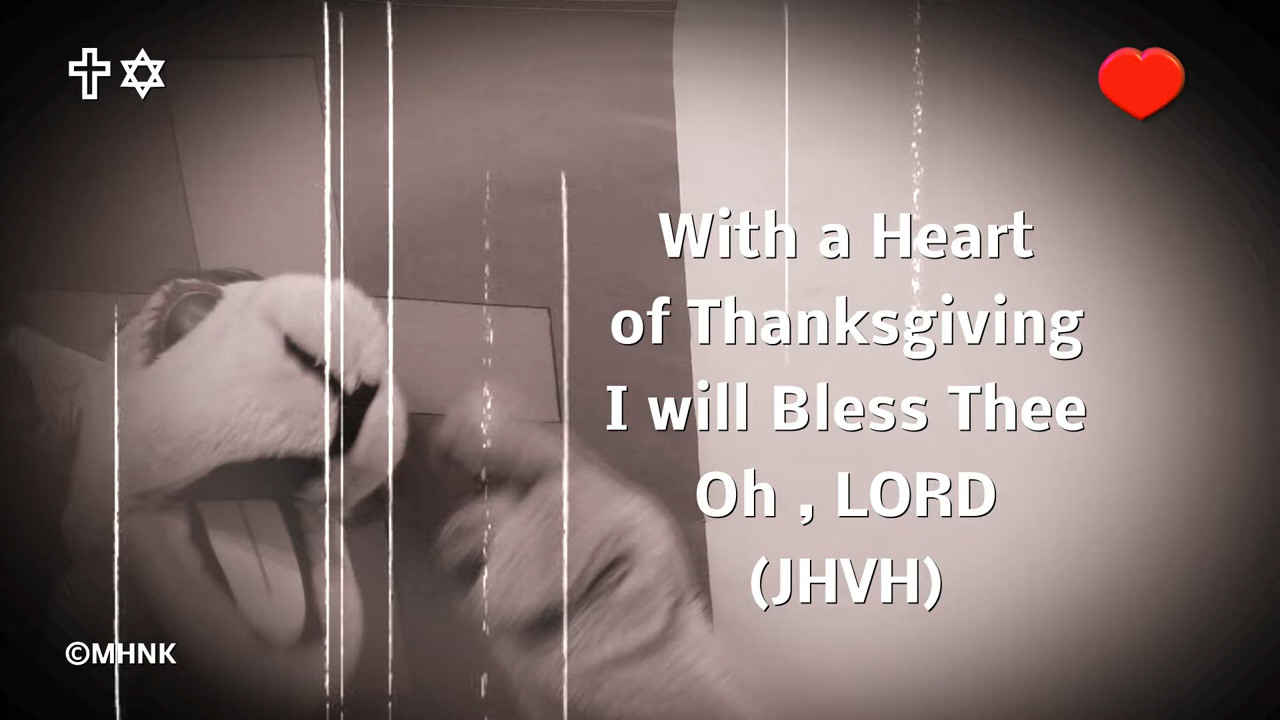 With a Heart
of Thanksgiving
I will Bless Thee
Oh , LORD
(JHVH)
©MHNK